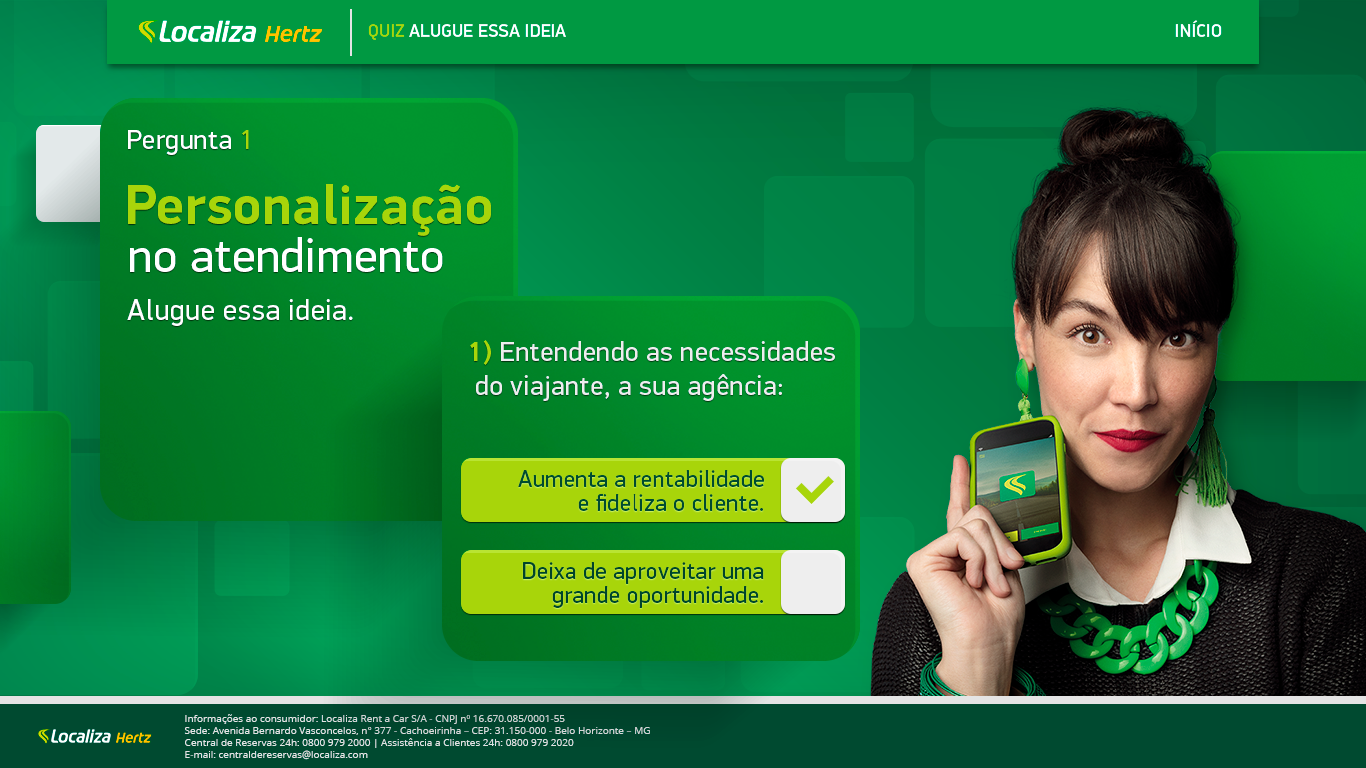 Localiza Hertz
QUIZ ALUGUE ESSA IDEIA
INÍCIO
Pergunta 1
Personalização
no atendimento
Alugue essa ideia.
1) Entendendo as necessidades
do viajante, a sua agência:
Aumenta a rentabilidade
e fideliza o cliente.
Deixa de aproveitar uma
grande oportunidade.
Localiza Hertz
Informações ao consumidor: Localiza Rent a Car S/A - CNPJ nº 16.670.085/0001-55
Sede: Avenida Bernardo Vasconcelos, n° 377 - Cachoeirinha – CEP: 31.150-000 - Belo Horizonte – MG
Central de Reservas 24h: 0800 979 2000 | Assistência a Clientes 24h: 0800 979 2020
E-mail: centraldereservas@localiza.com